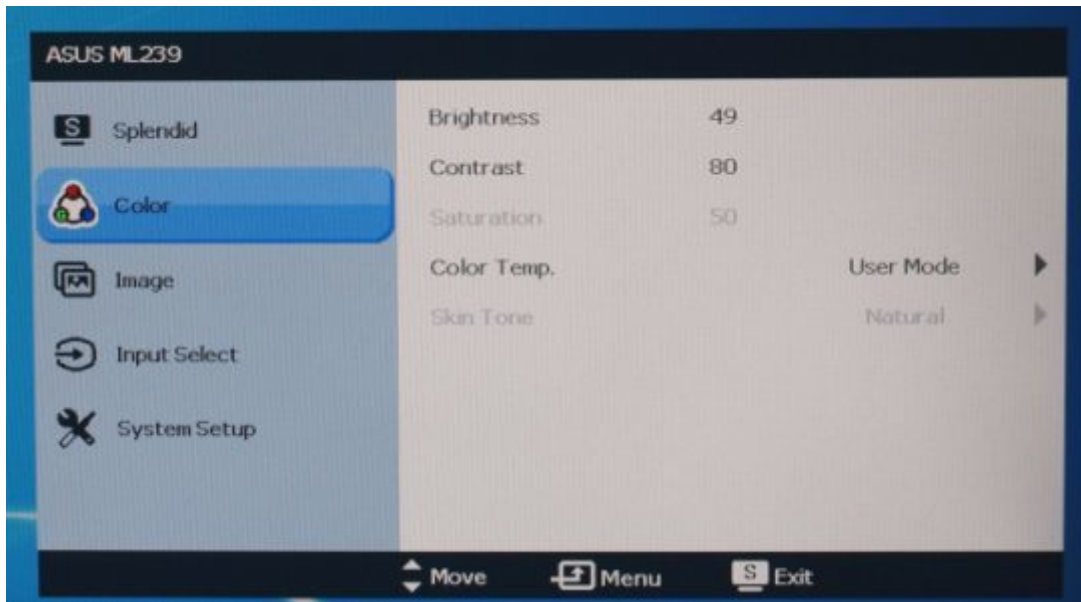 ASUS ML239
Splendid
Color
Image
Input Select
System Setup
Brightness 49
Contrast 80
Saturation 50
Color Temp. User Mode
Skin Tone Natural
Move Menu S Exit